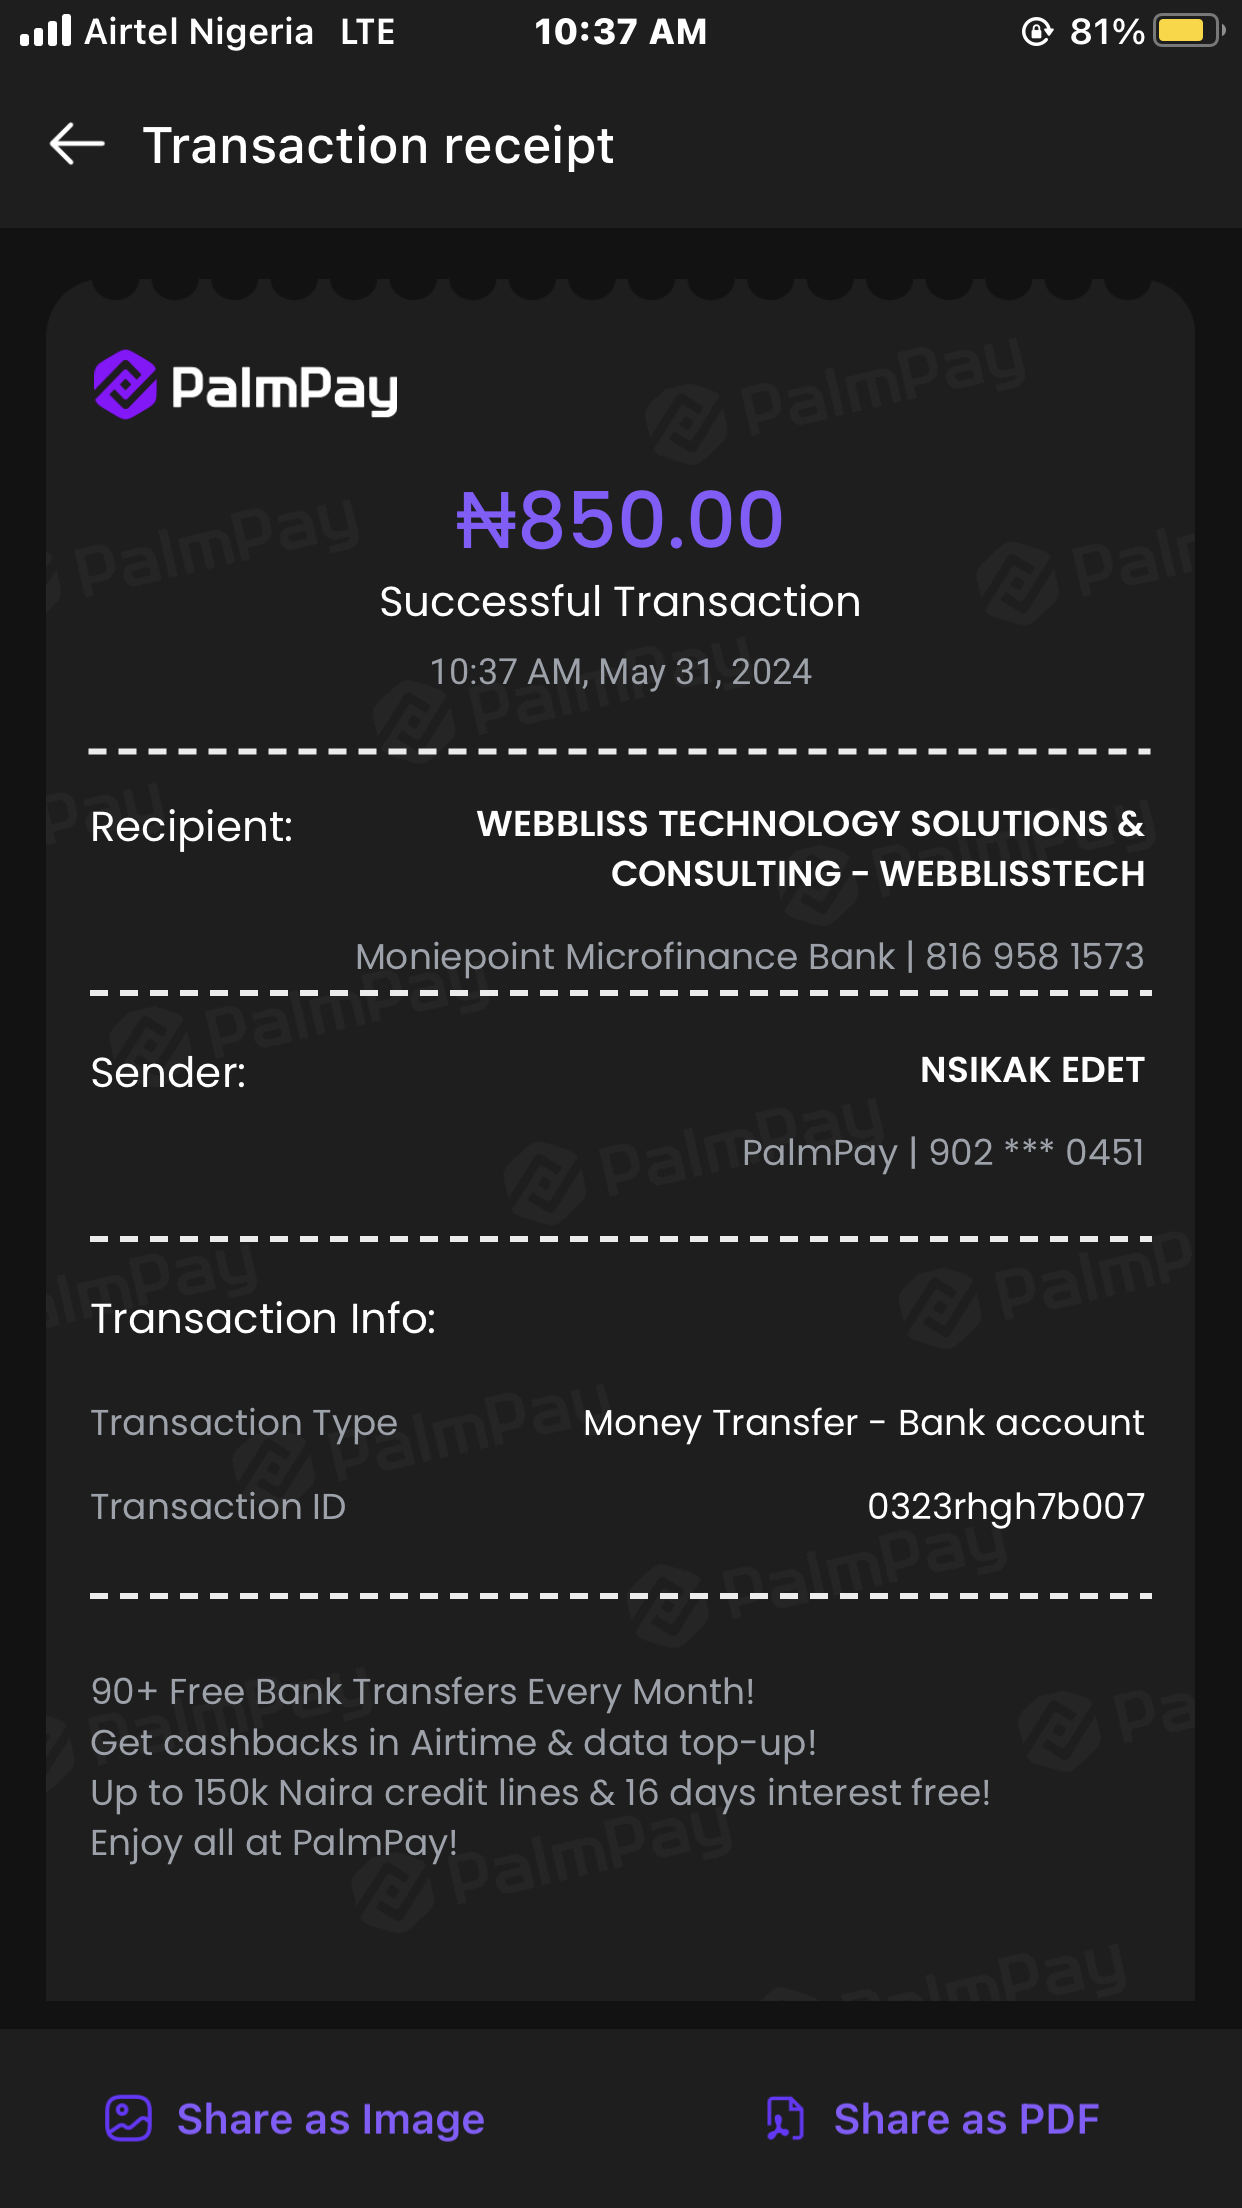 Airtel Nigeria LTE 10:37 AM 81%
Transaction receipt
PalmPay
₦850.00
Successful Transaction
10:37 AM, May 31, 2024
Recipient: WEBBLISS TECHNOLOGY SOLUTIONS &
CONSULTING - WEBBLISSTECH
Moniepoint Microfinance Bank | 816 958 1573
Sender: NSIKAK EDET
PalmPay | 902 *** 0451
Transaction Info:
Transaction Type Money Transfer - Bank account
Transaction ID 0323rhgh7b007
90+ Free Bank Transfers Every Month!
Get cashbacks in Airtime & data top-up!
Up to 150k Naira credit lines & 16 days interest free!
Enjoy all at PalmPay!
Share as Image Share as PDF